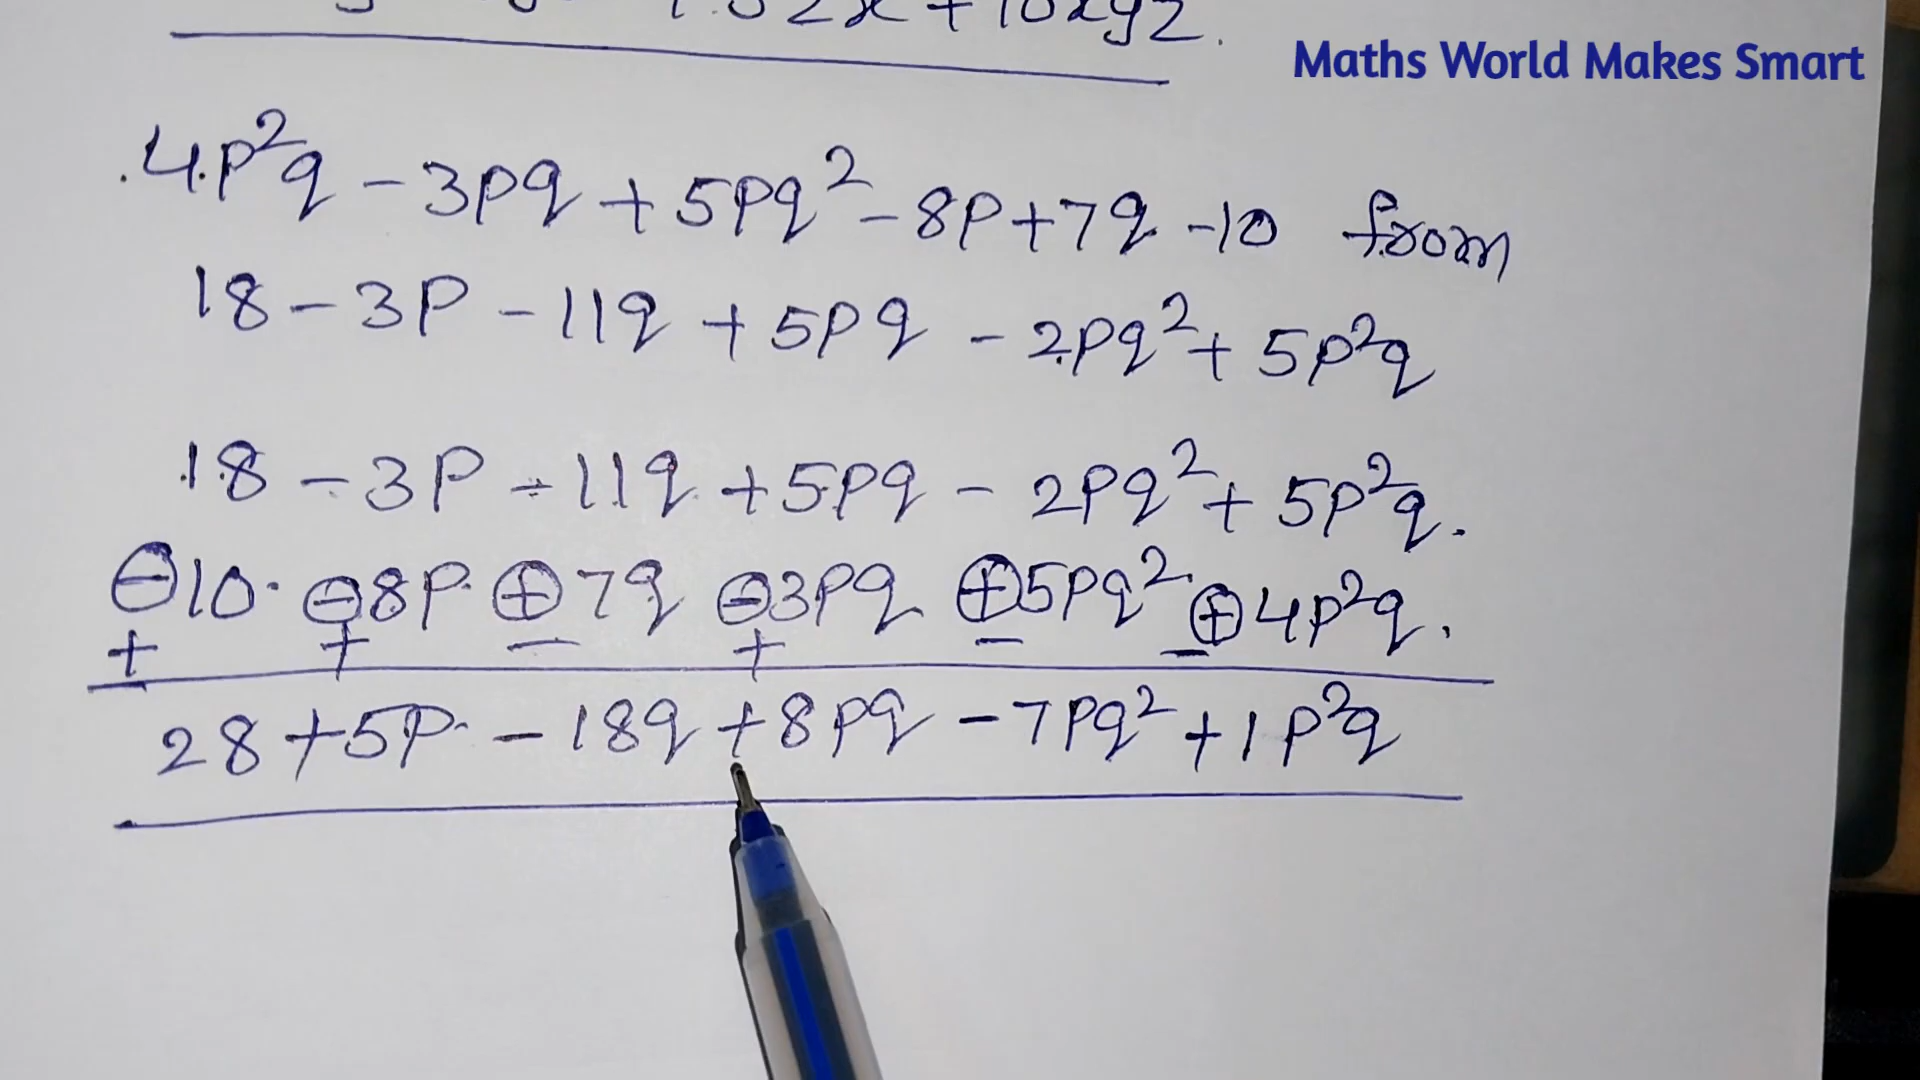 Maths World Makes Smart
4p²q - 3pq + 5pq² - 8p + 7q - 10 from
18 - 3p - 11q + 5pq - 2pq² + 5p²q
18 - 3p - 11q + 5pq - 2pq² + 5p²q.
⊖10 ⊖8p ⊕7q ⊖3pq ⊕5pq² ⊕4p²q.
+ + - + - -
28 + 5p - 18q + 8pq - 7pq² + 1p²q